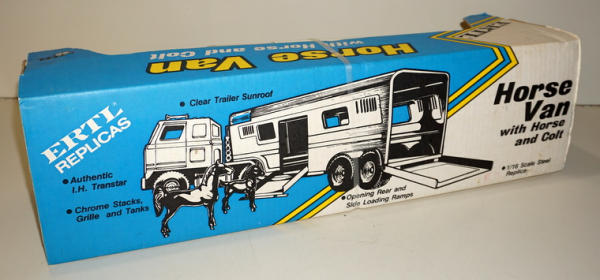 Horse Van
with Horse and Colt
ERTL
• Clear Trailer Sunroof
ERTL®
REPLICAS
• Authentic
I.H. Transtar
• Chrome Stacks,
Grille and Tanks
• Opening Rear and
Side Loading Ramps
Horse
Van
with Horse
and Colt
• 1/16 Scale Steel
Replica